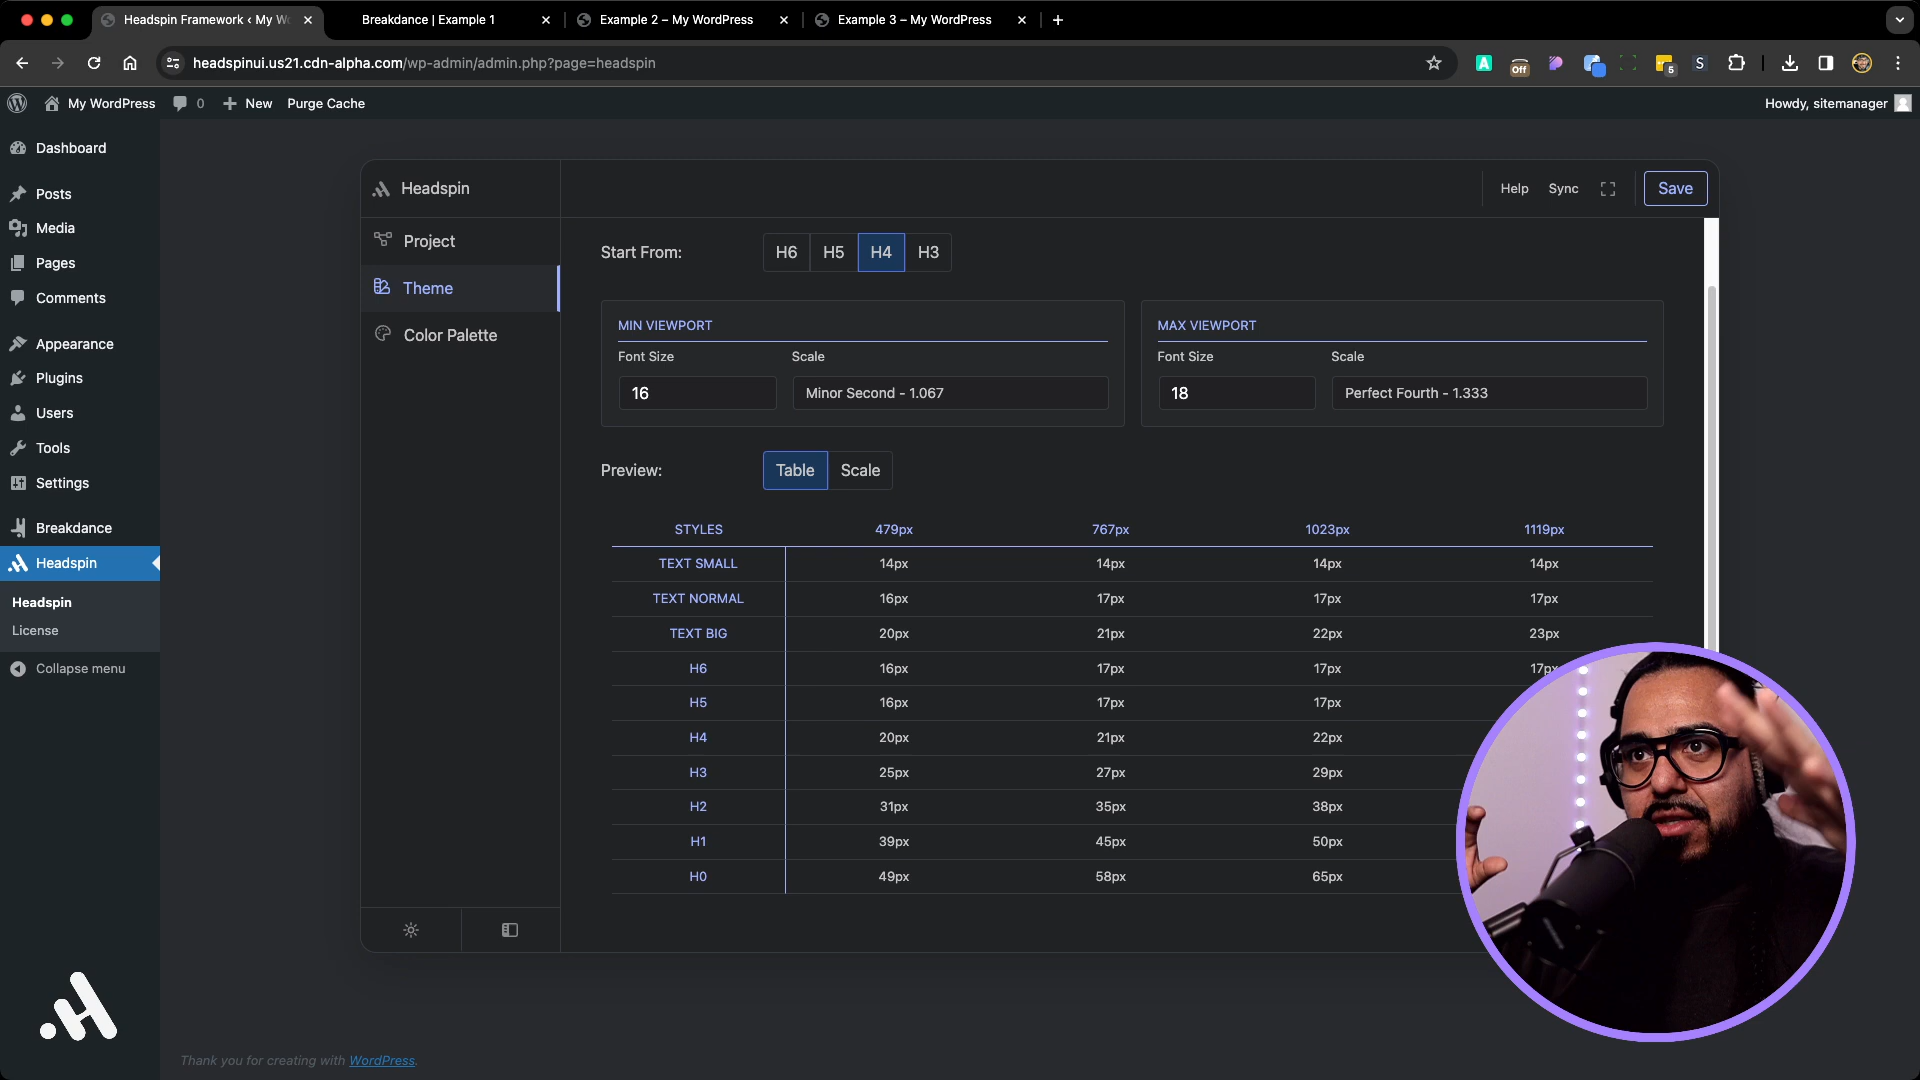 Headspin Framework ‹ My Wo
Breakdance | Example 1
Example 2 – My WordPress
Example 3 – My WordPress
headspinui.us21.cdn-alpha.com/wp-admin/admin.php?page=headspin
A
Off
5
S
My WordPress
0
New
Purge Cache
Howdy, sitemanager
Dashboard
Posts
Media
Pages
Comments
Appearance
Plugins
Users
Tools
Settings
Breakdance
Headspin
Headspin
License
Collapse menu
Headspin
Help
Sync
Save
Project
Theme
Color Palette
Start From:
H6
H5
H4
H3
MIN VIEWPORT
Font Size
Scale
16
Minor Second - 1.067
MAX VIEWPORT
Font Size
Scale
18
Perfect Fourth - 1.333
Preview:
Table
Scale
STYLES 479px 767px 1023px 1119px
TEXT SMALL 14px 14px 14px 14px
TEXT NORMAL 16px 17px 17px 17px
TEXT BIG 20px 21px 22px 23px
H6 16px 17px 17px 17px
H5 16px 17px 17px
H4 20px 21px 22px
H3 25px 27px 29px
H2 31px 35px 38px
H1 39px 45px 50px
H0 49px 58px 65px
Thank you for creating with WordPress.